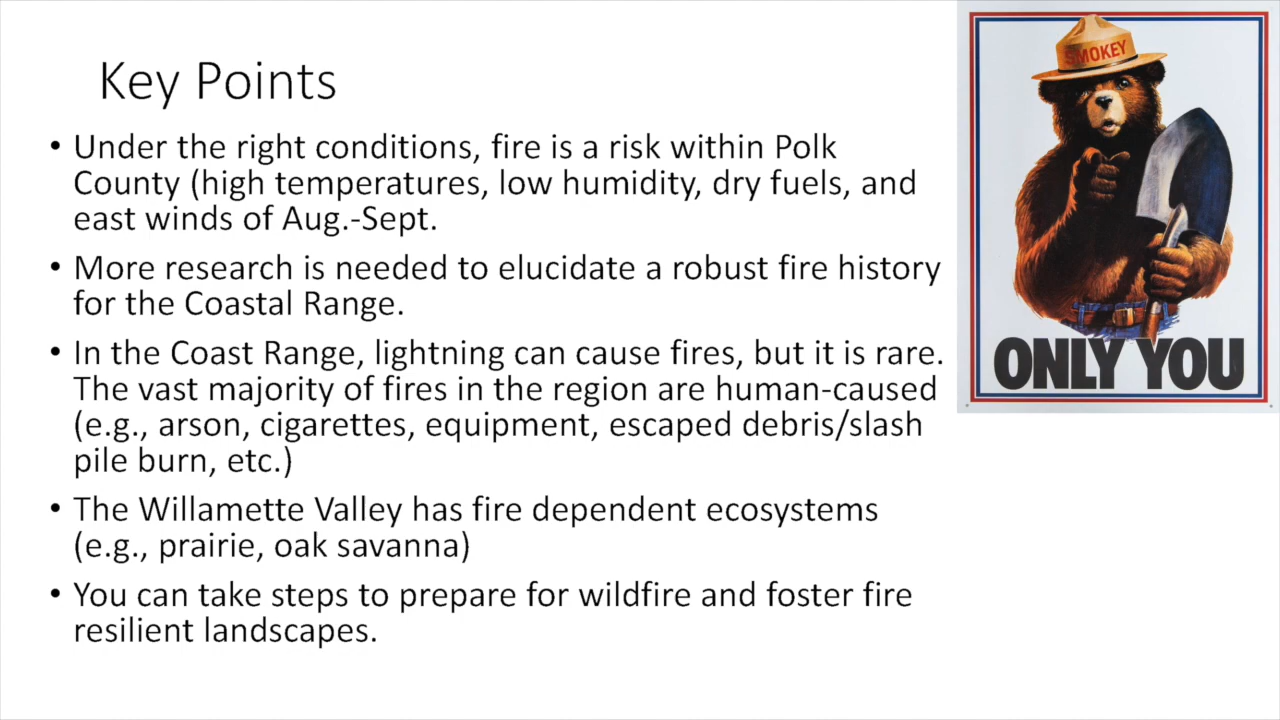 Key Points
• Under the right conditions, fire is a risk within Polk
County (high temperatures, low humidity, dry fuels, and
east winds of Aug.-Sept.
• More research is needed to elucidate a robust fire history
for the Coastal Range.
• In the Coast Range, lightning can cause fires, but it is rare.
The vast majority of fires in the region are human-caused
(e.g., arson, cigarettes, equipment, escaped debris/slash
pile burn, etc.)
• The Willamette Valley has fire dependent ecosystems
(e.g., prairie, oak savanna)
• You can take steps to prepare for wildfire and foster fire
resilient landscapes.
SMOKEY
ONLY YOU